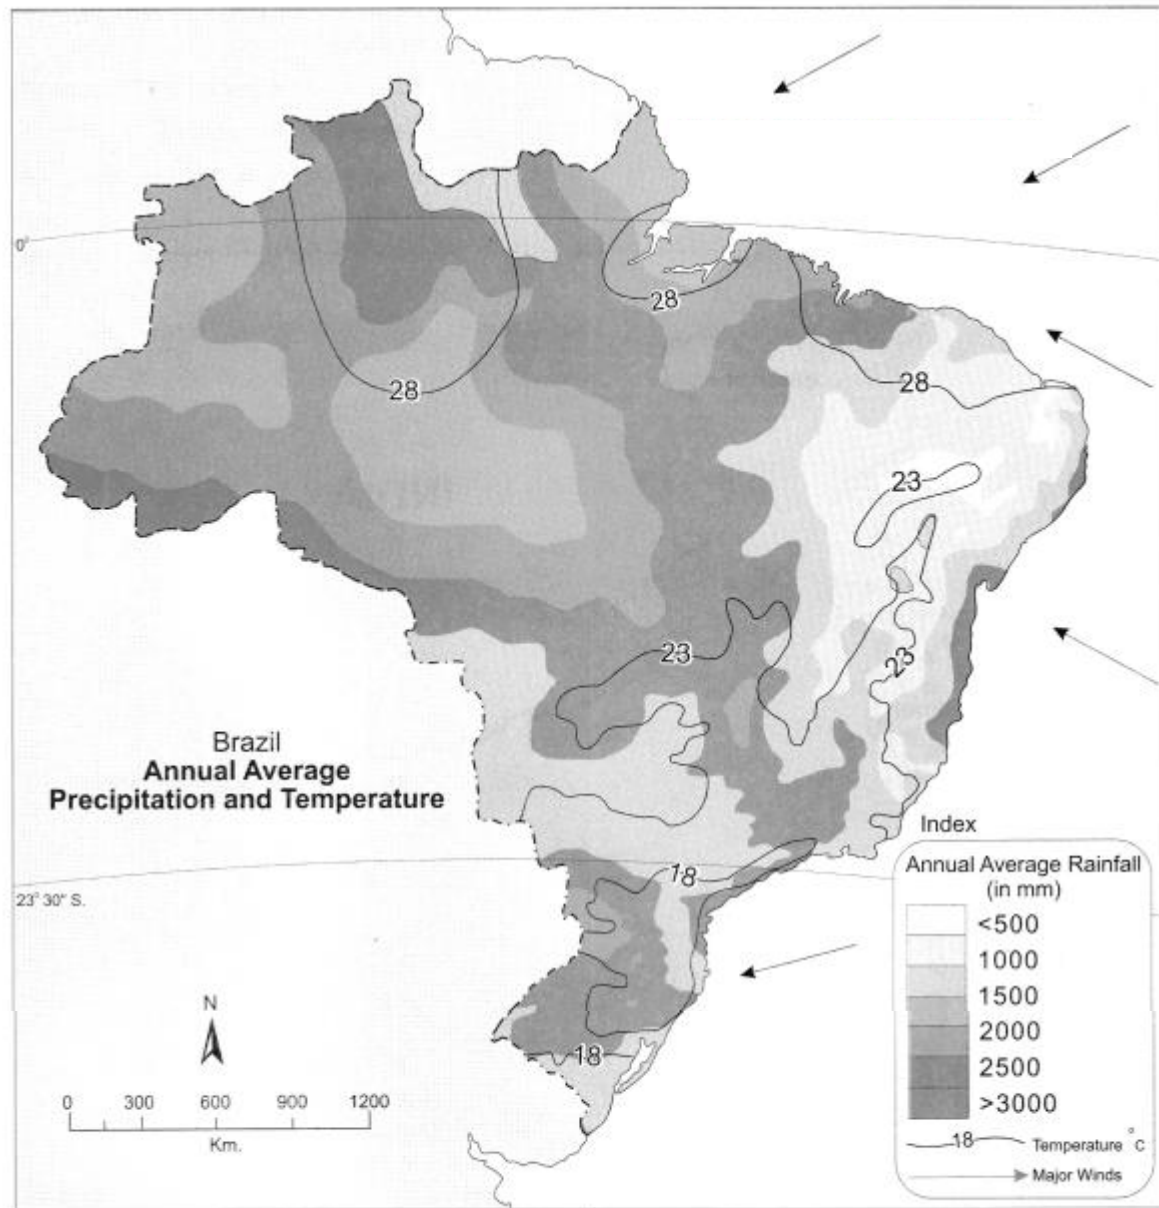 0°
28
28
28
23
23
23
Brazil
Annual Average
Precipitation and Temperature
23° 30" S.
18
18
N
0 300 600 900 1200
Km.
Index
Annual Average Rainfall
(in mm)
<500
1000
1500
2000
2500
>3000
18 Temperature °C
Major Winds